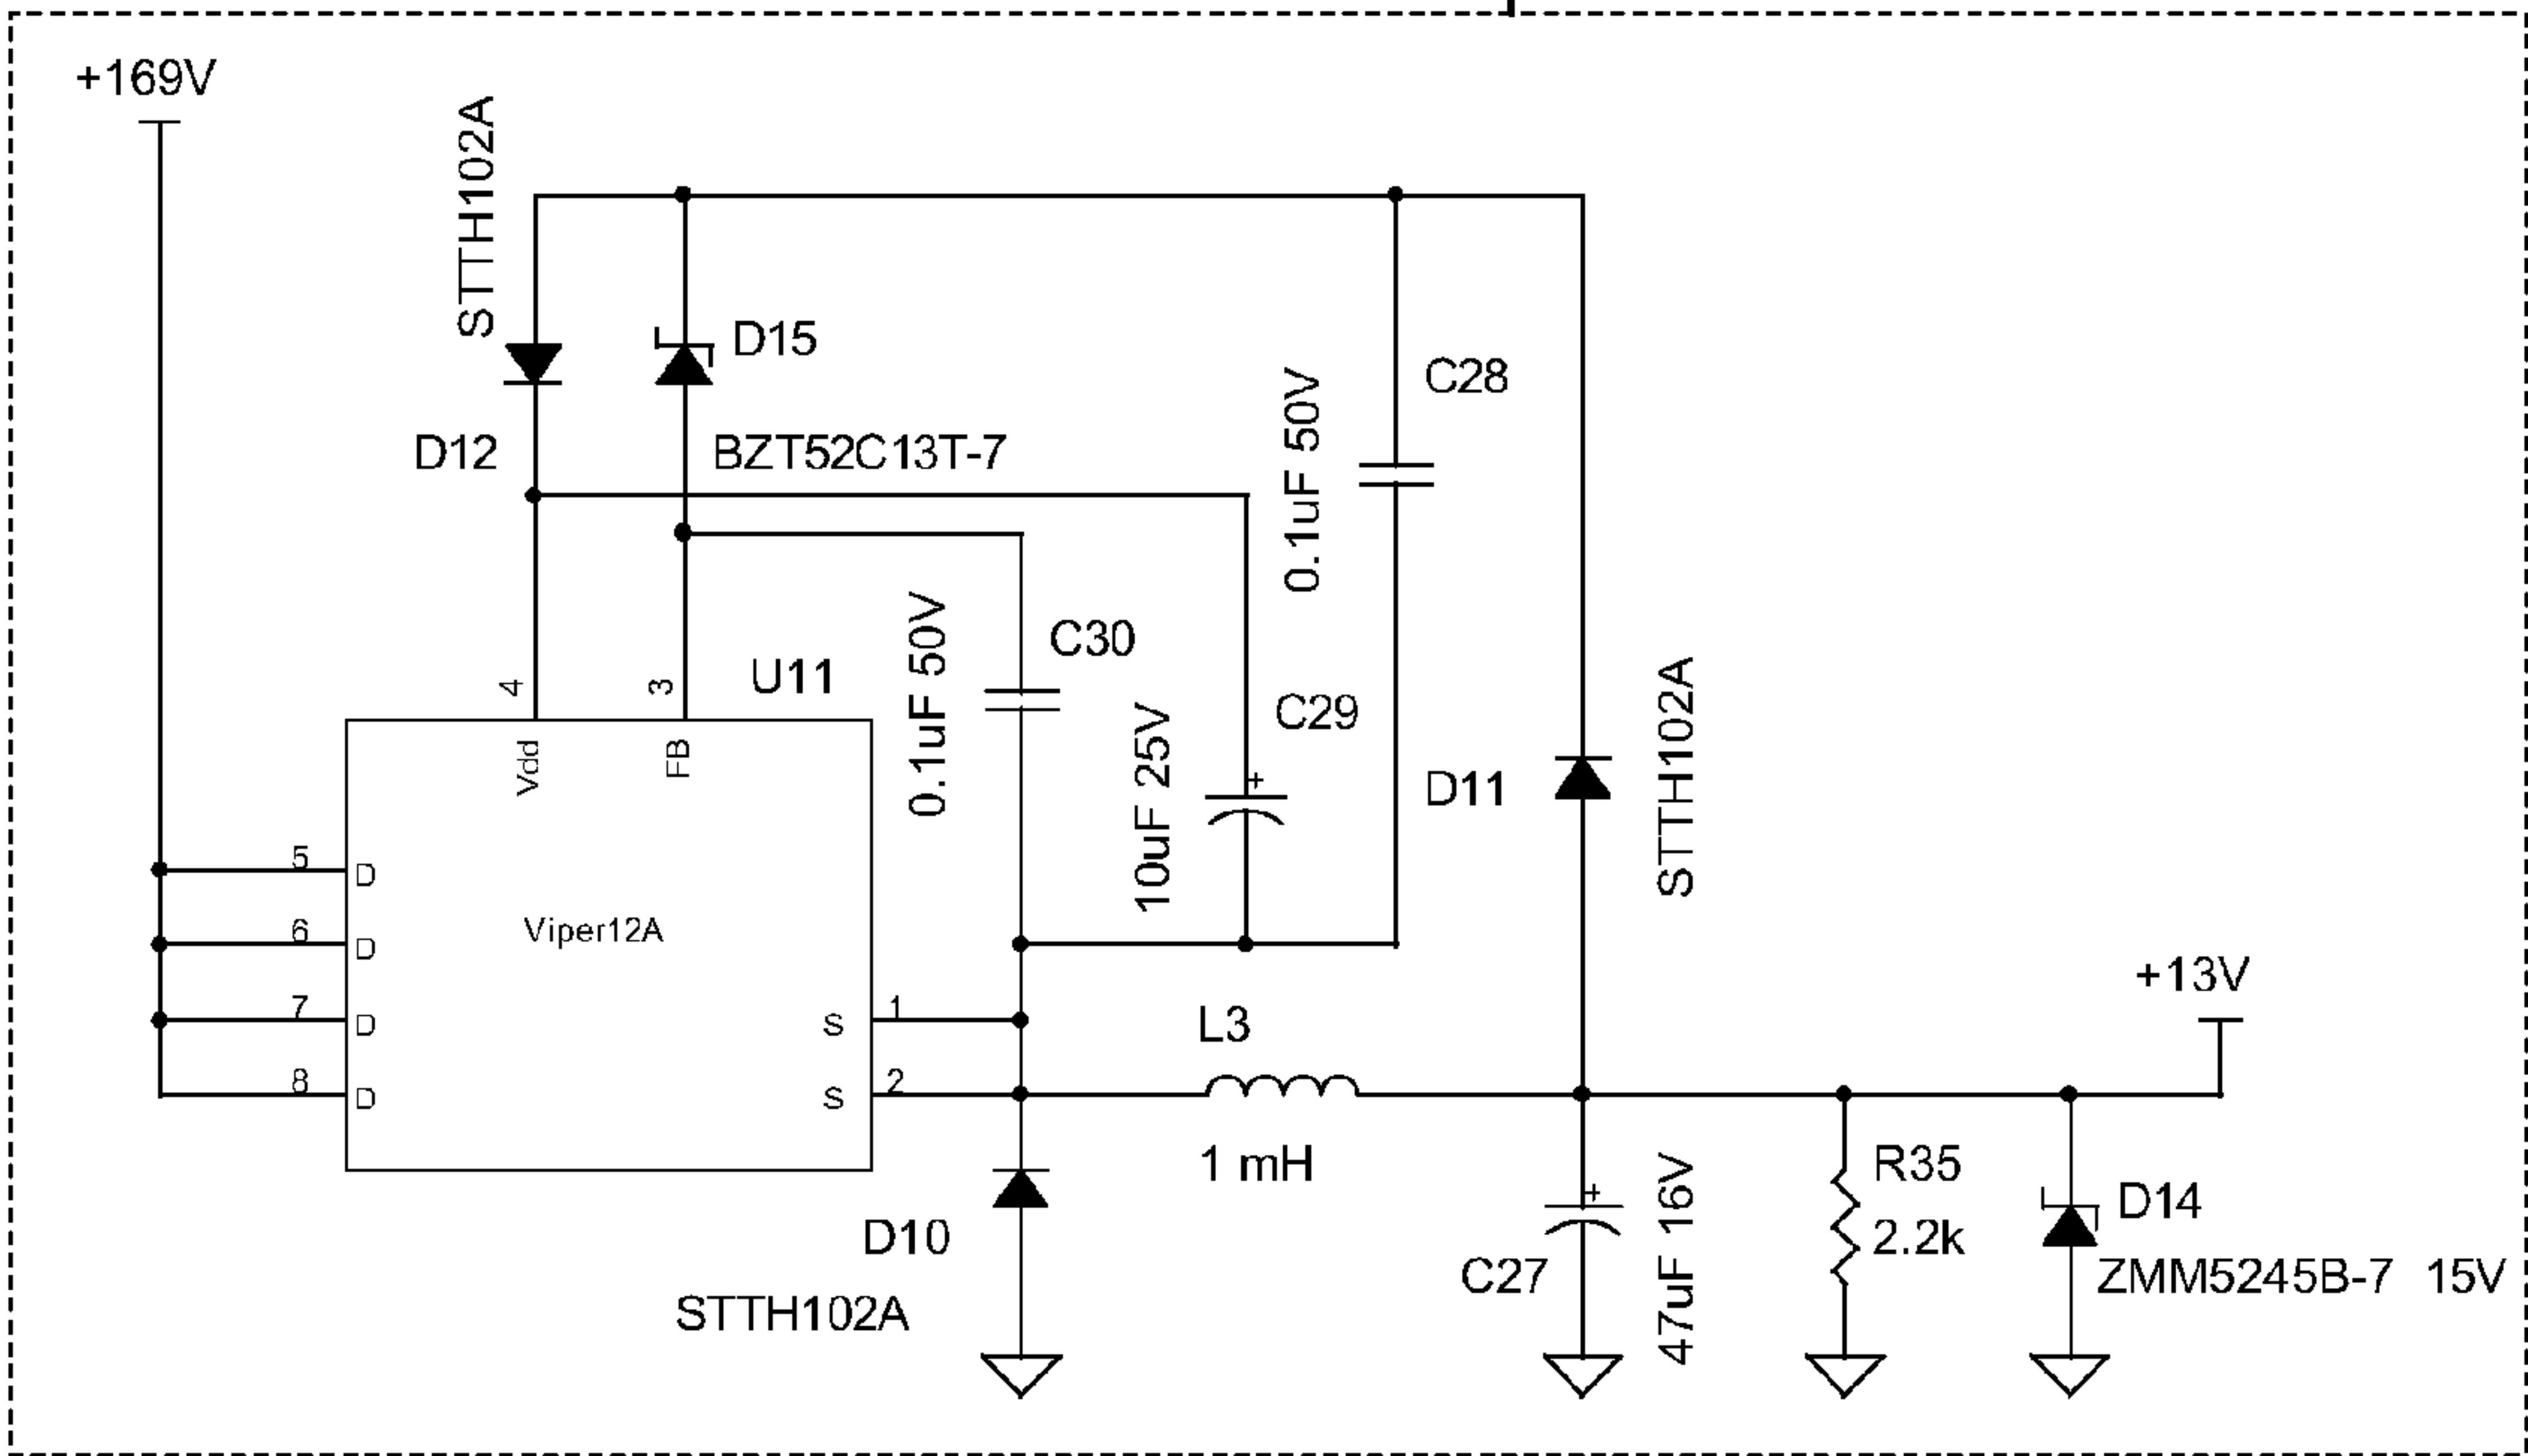 +169V
STTH102A
D15
C28
D12
BZT52C13T-7
0.1uF 50V
4
3
U11
0.1uF 50V
C30
C29
10uF 25V
D11
STTH102A
Vdd
FB
5
D
6
D
Viper12A
7
D
S
1
8
D
S
2
L3
1 mH
+13V
R35
2.2k
D14
ZMM5245B-7 15V
D10
STTH102A
+
+
C27
47uF 16V